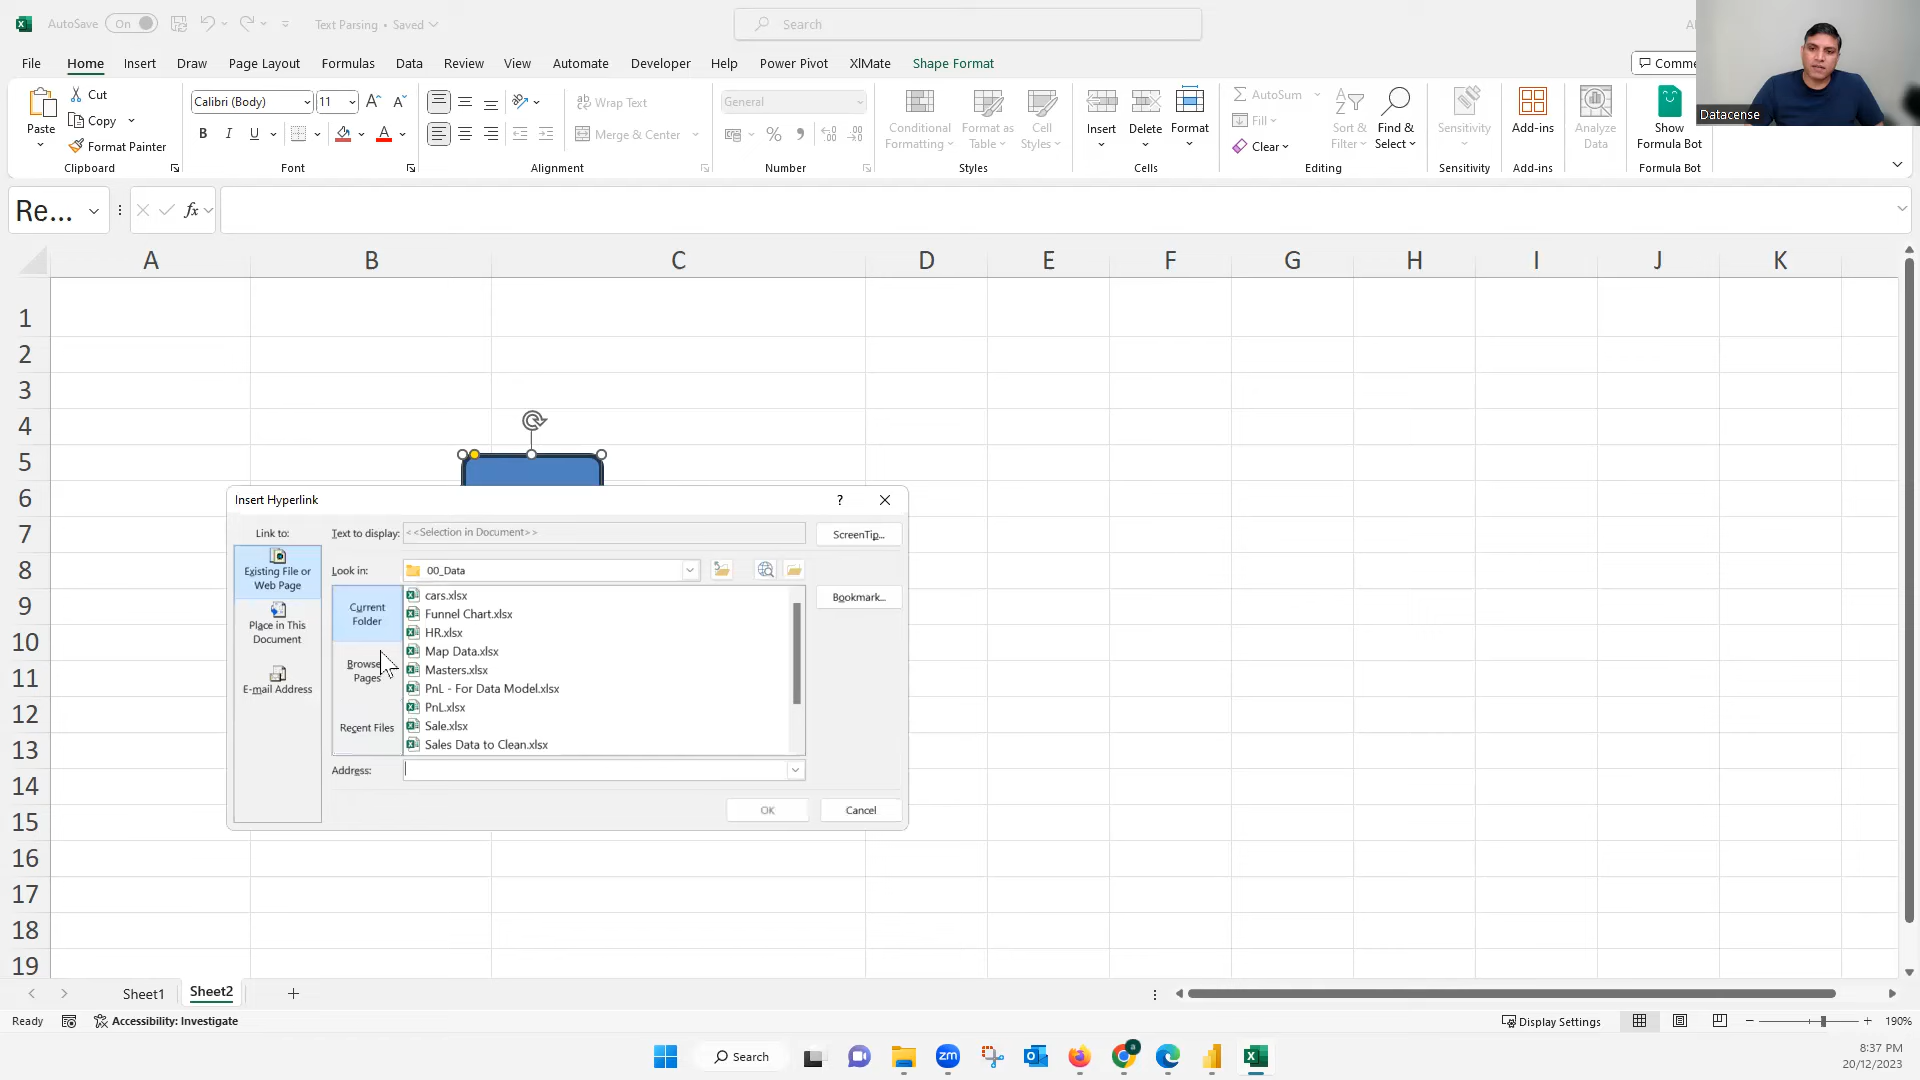 AutoSave On Text Parsing • Saved Search
File Home Insert Draw Page Layout Formulas Data Review View Automate Developer Help Power Pivot XlMate Shape Format Comme
Paste Cut Copy Format Painter Clipboard
Calibri (Body) 11 B I U Font
Wrap Text Merge & Center Alignment
General Number
Conditional Formatting Format as Table Cell Styles Styles
Insert Delete Format Cells
AutoSum Fill Clear Sort & Filter Find & Select Editing
Sensitivity Sensitivity
Add-ins Add-ins
Analyze Data
Show Formula Bot Formula Bot
Datacense
Re... fx
A B C D E F G H I J K
1
2
3
4
5
6
7
8
9
10
11
12
13
14
15
16
17
18
19
Insert Hyperlink ?
Link to: Text to display: <<Selection in Document>> ScreenTip...
Existing File or Web Page
Place in This Document
E-mail Address
Look in: 00_Data
Bookmark...
Current Folder
Browse Pages
Recent Files
cars.xlsx
Funnel Chart.xlsx
HR.xlsx
Map Data.xlsx
Masters.xlsx
PnL - For Data Model.xlsx
PnL.xlsx
Sale.xlsx
Sales Data to Clean.xlsx
Address:
OK Cancel
Sheet1 Sheet2
Ready Accessibility: Investigate Display Settings 190%
Search zm a
8:37 PM
20/12/2023